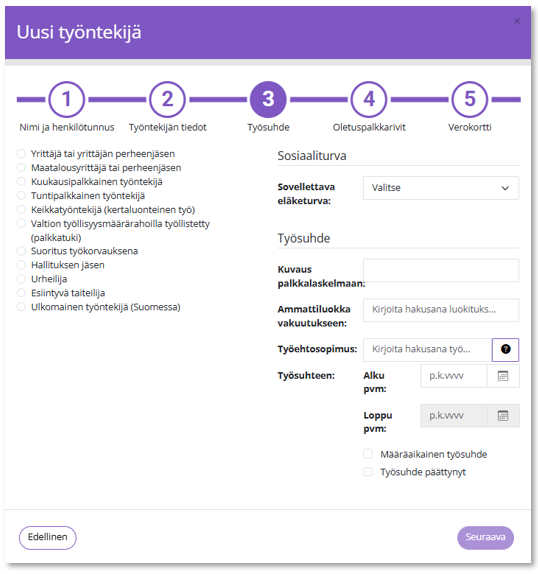 Uusi työntekijä
×
1
2
3
4
5
Nimi ja henkilötunnus
Työntekijän tiedot
Työsuhde
Oletuspalkkarivit
Verokortti
Yrittäjä tai yrittäjän perheenjäsen
Maatalousyrittäjä tai perheenjäsen
Kuukausipalkkainen työntekijä
Tuntipalkkainen työntekijä
Keikkatyöntekijä (kertaluonteinen työ)
Valtion työllisyysmäärärahoilla työllistetty
(palkkatuki)
Suoritus työkorvauksena
Hallituksen jäsen
Urheilija
Esiintyvä taiteilija
Ulkomainen työntekijä (Suomessa)
Sosiaaliturva
Sovellettava
eläketurva:
Valitse
Työsuhde
Kuvaus
palkkalaskelmaan:
Ammattiluokka
vakuutukseen:
Kirjoita hakusana luokituks...
Työehtosopimus:
Kirjoita hakusana työ...
?
Työsuhteen:
Alku
pvm:
p.k.vvvv
Loppu
pvm:
p.k.vvvv
Määräaikainen työsuhde
Työsuhde päättynyt
Edellinen
Seuraava